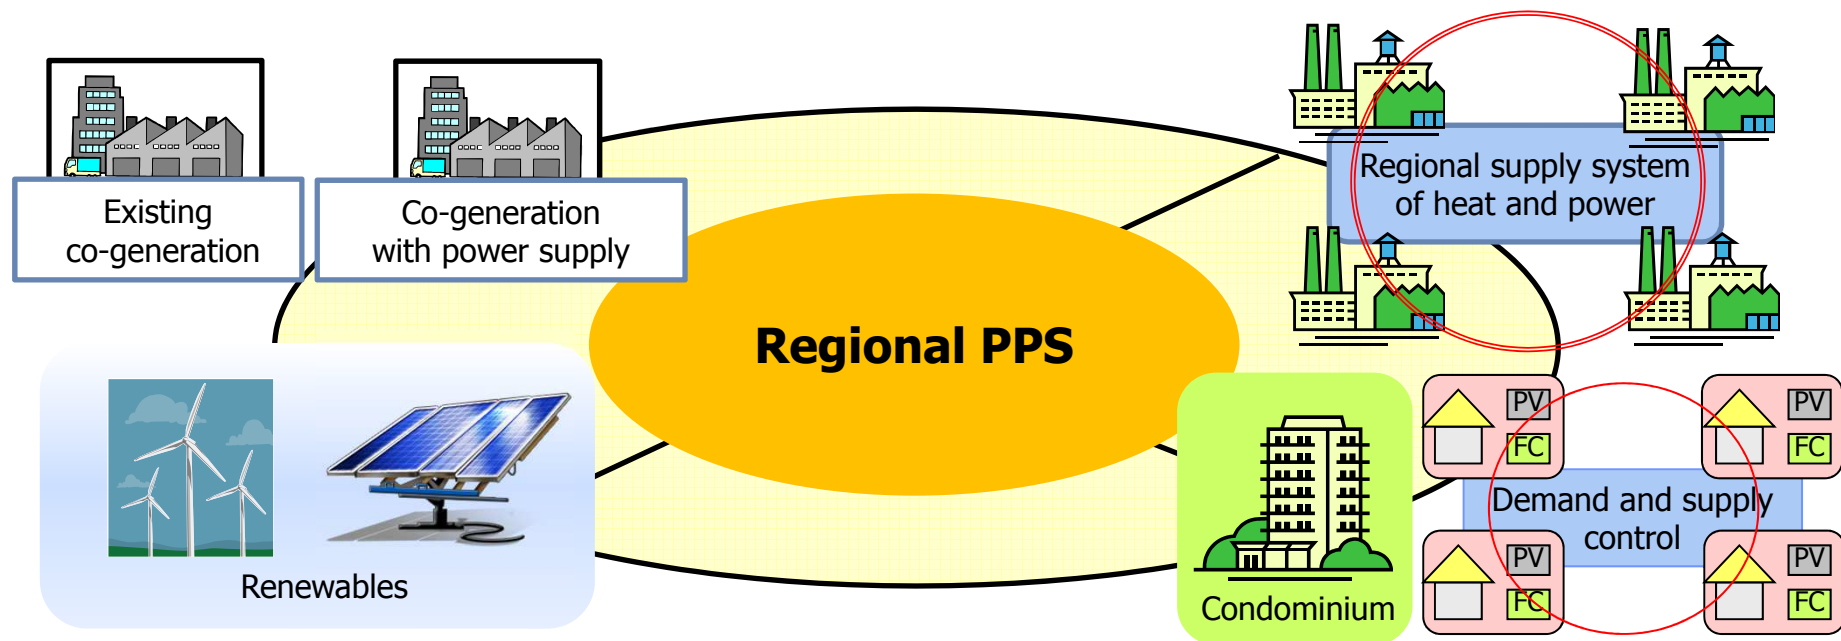 Existing
co-generation
Co-generation
with power supply
Regional supply system
of heat and power
Regional PPS
Renewables
Condominium
PV
FC
PV
FC
Demand and supply
control
PV
FC
PV
FC